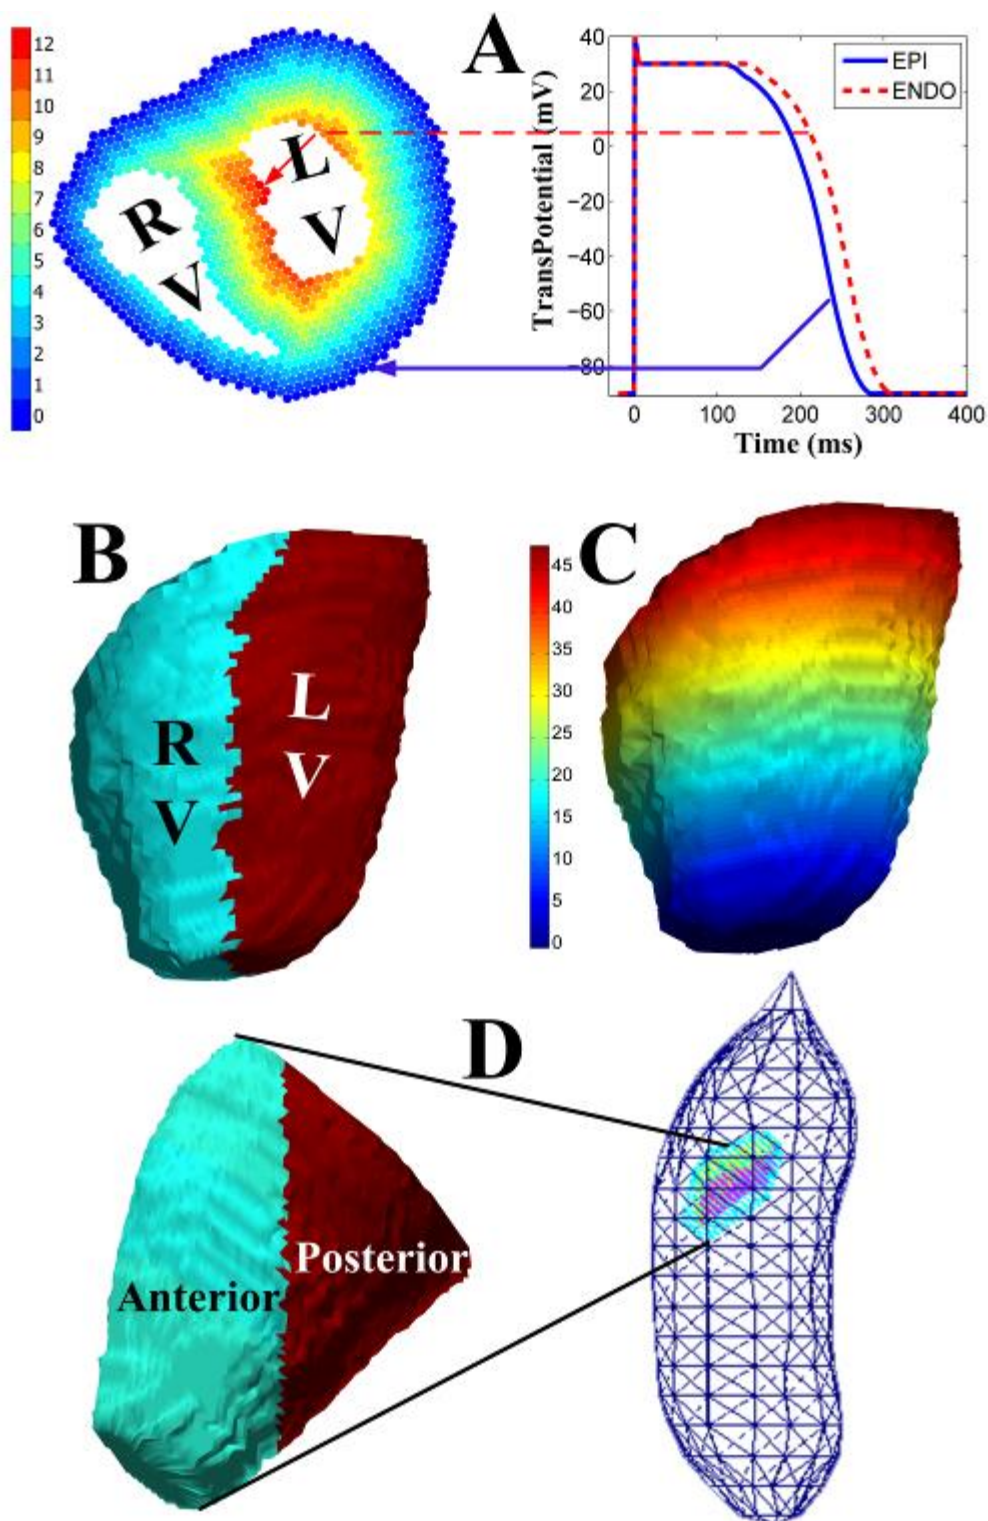 A
12
11
10
9
8
7
6
5
4
3
2
1
0
L
V
R
V
TransPotential (mV)
40
20
0
−20
−40
−60
−80
EPI
ENDO
0 100 200 300 400
Time (ms)
B
R
V
L
V
C
45
40
35
30
25
20
15
10
5
0
D
Anterior
Posterior